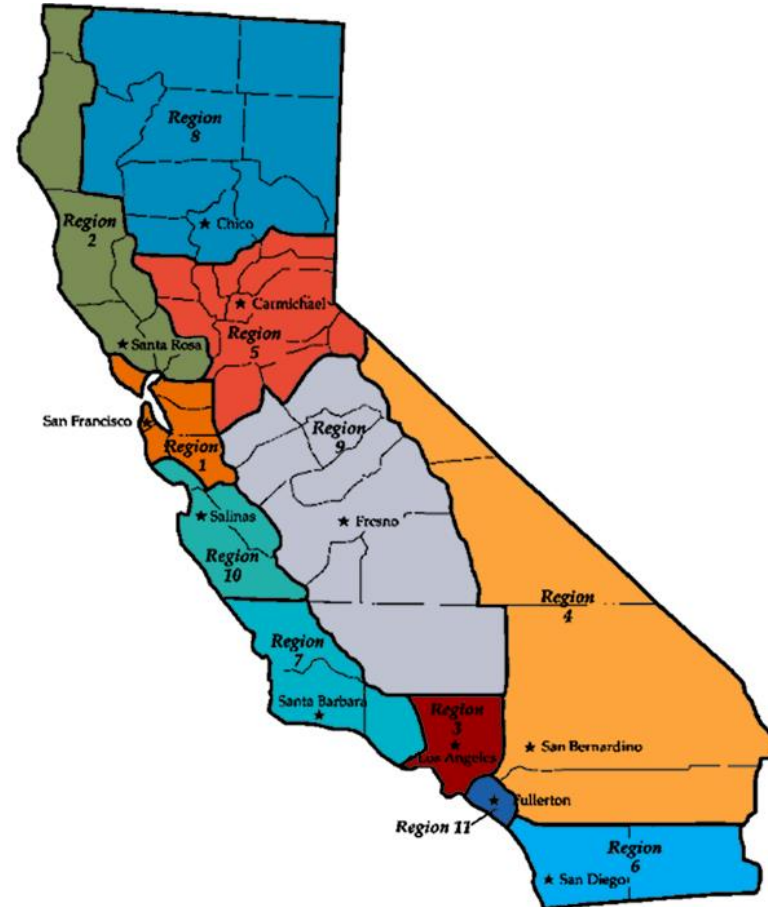 Region
8
Region
2
Chico
Carmichael
Santa Rosa
Region
5
San Francisco
Region
1
Region
9
Salinas
Fresno
Region
10
Region
4
Region
7
Santa Barbara
Region
3
Los Angeles
San Bernardino
Fullerton
Region 11
Region
6
San Diego